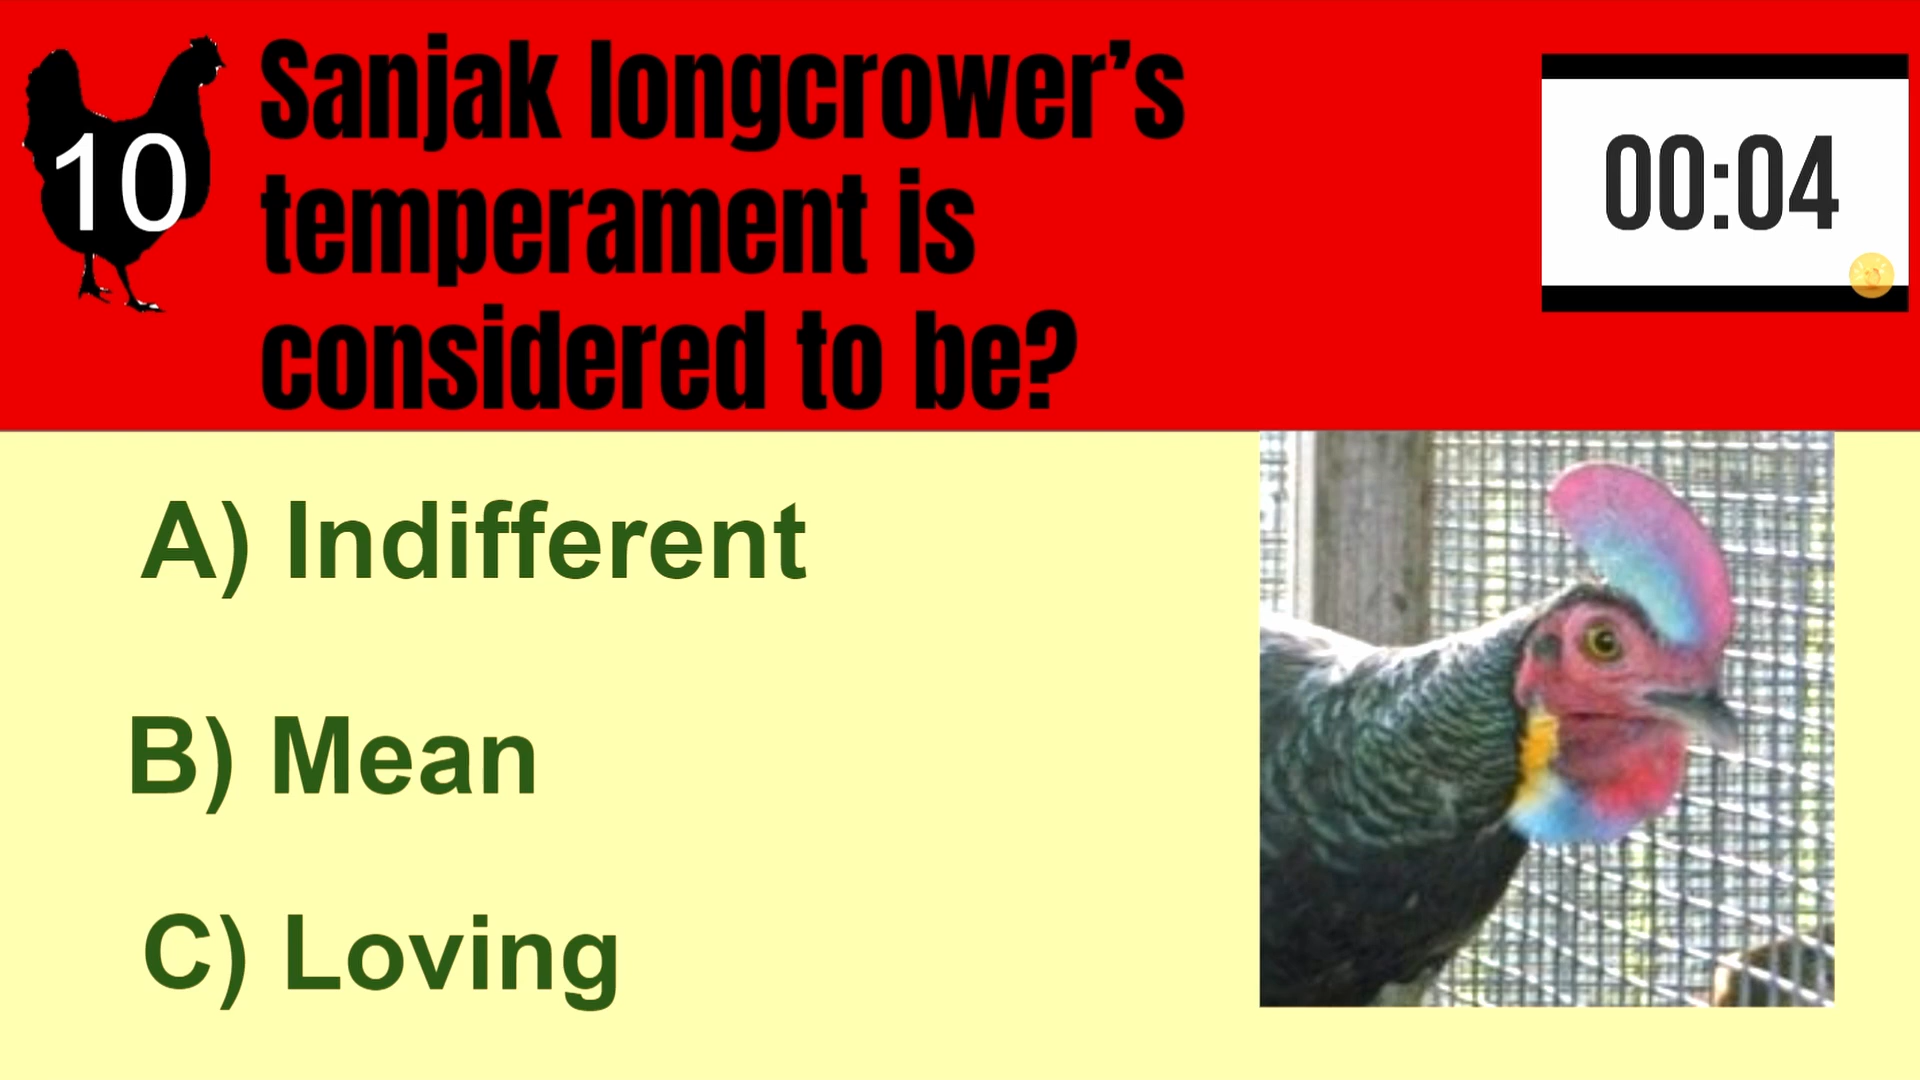 10
Sanjak longcrower’s
temperament is
considered to be?
00:04
A) Indifferent
B) Mean
C) Loving